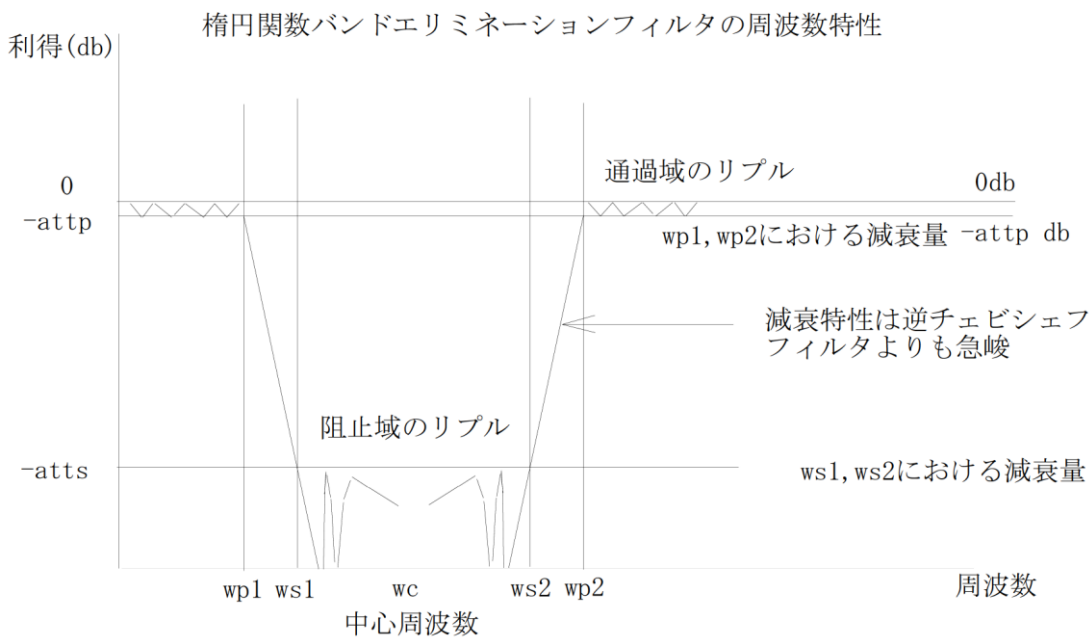 楕円関数バンドエリミネーションフィルタの周波数特性
利得(db)
通過域のリプル
0
0db
-attp
wp1,wp2における減衰量 -attp db
減衰特性は逆チェビシェフ
フィルタよりも急峻
阻止域のリプル
-atts
ws1,ws2における減衰量
wp1 ws1 wc ws2 wp2 周波数
中心周波数